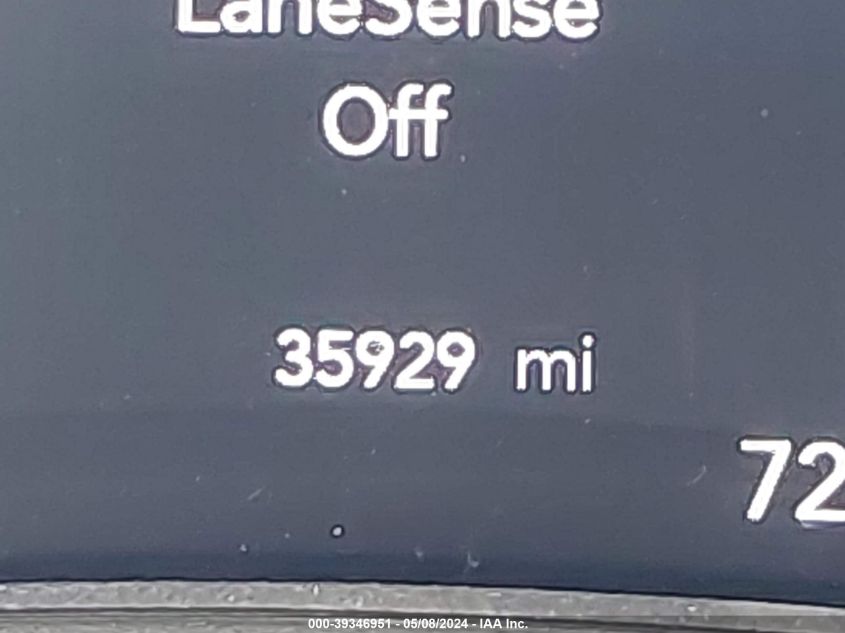 LaneSense
Off
35929 mi
72
000-39346951 - 05/08/2024 - IAA Inc.